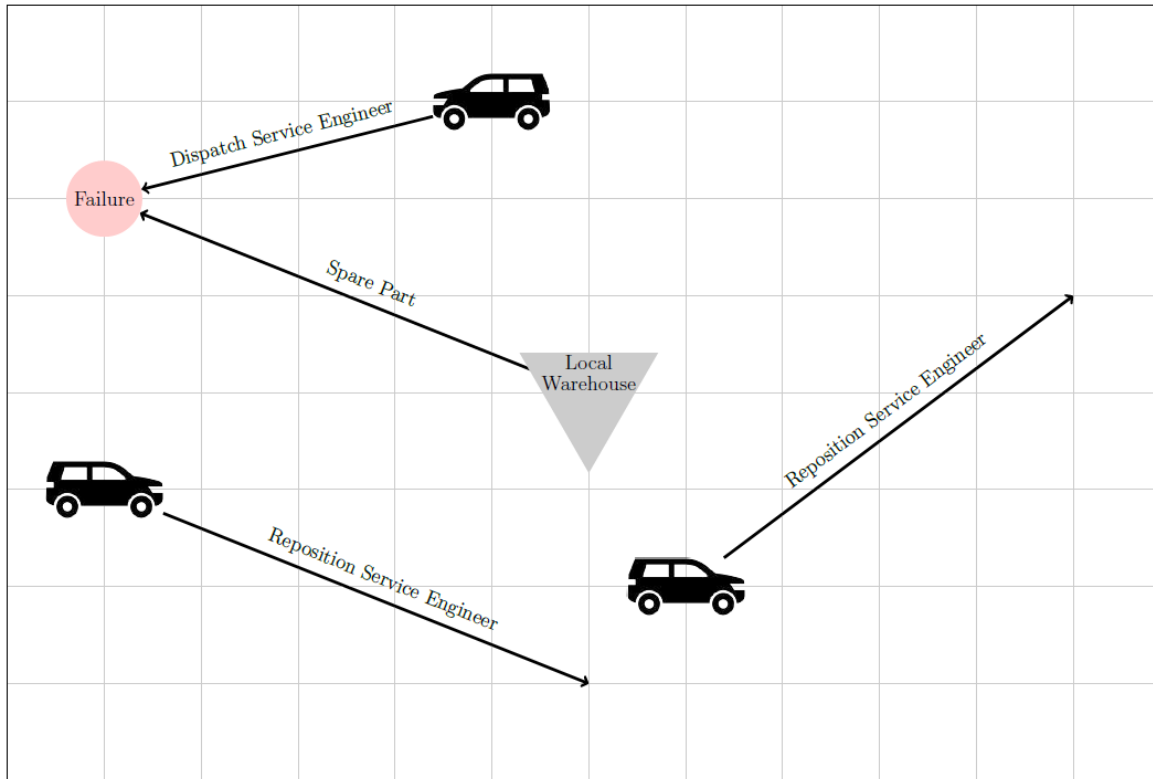 Dispatch Service Engineer
Failure
Spare Part
Local
Warehouse
Reposition Service Engineer
Reposition Service Engineer